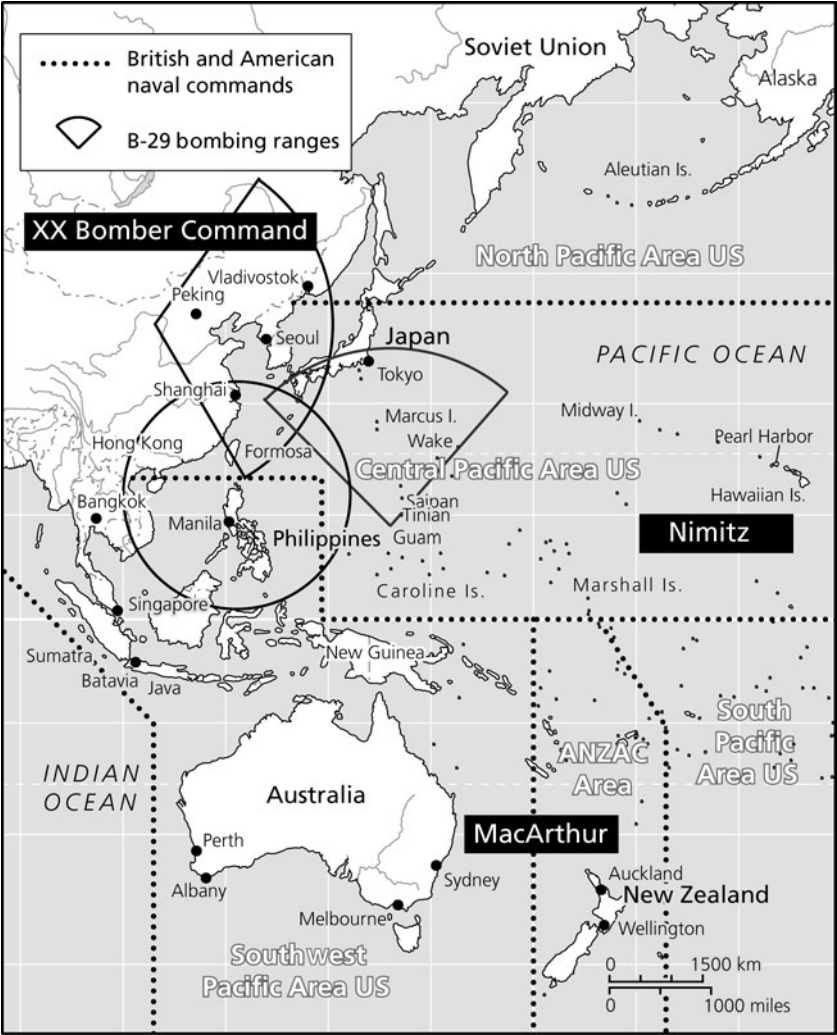 British and American
naval commands
B-29 bombing ranges
Soviet Union
Alaska
Aleutian Is.
XX Bomber Command
North Pacific Area US
Vladivostok
Peking
Seoul
Japan
PACIFIC OCEAN
Tokyo
Shanghai
Marcus I.
Midway I.
Wake
Pearl Harbor
Hong Kong
Formosa
Central Pacific Area US
Hawaiian Is.
Bangkok
Saipan
Tinian
Manila
Philippines
Guam
Nimitz
Caroline Is.
Marshall Is.
Singapore
New Guinea
Sumatra
Batavia
Java
South
Pacific
Area US
ANZAC
Area
INDIAN
OCEAN
Australia
MacArthur
Perth
Albany
Sydney
Auckland
New Zealand
Melbourne
Wellington
Southwest
Pacific Area US
0 1500 km
0 1000 miles